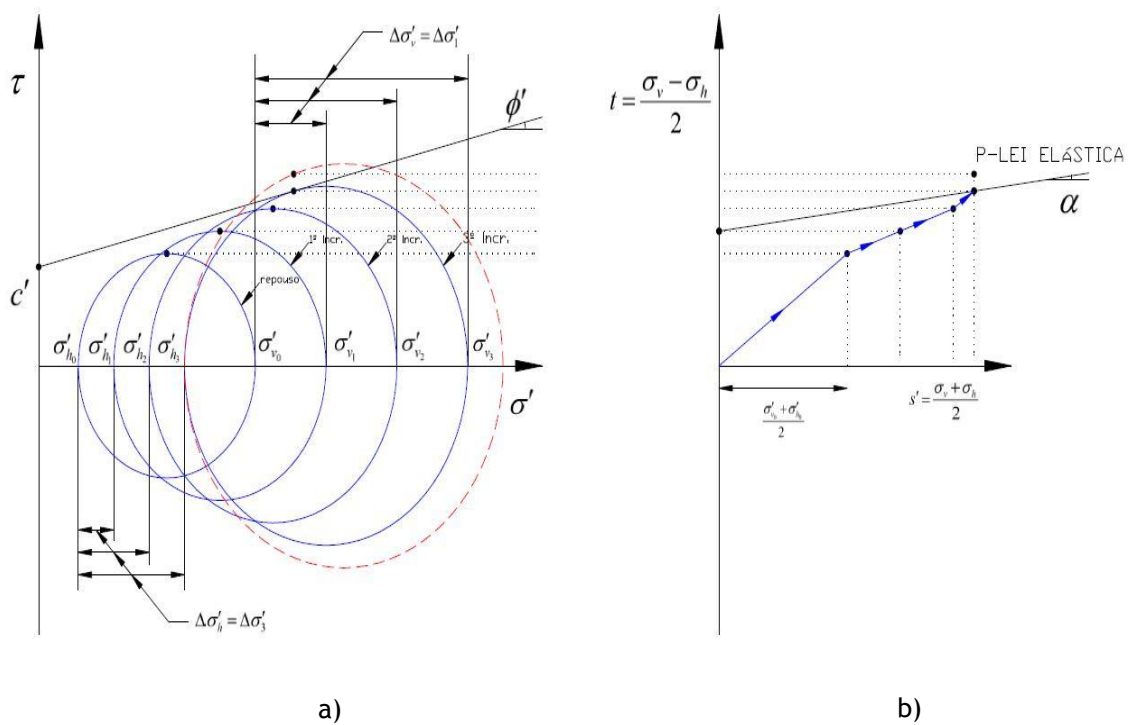 Δσ′ᵥ = Δσ′₁
τ
ϕ′
1º Incr.
2º Incr.
3º Incr.
repouso
c′
σ′ₕ₀
σ′ₕ₁
σ′ₕ₂
σ′ₕ₃
σ′ᵥ₀
σ′ᵥ₁
σ′ᵥ₂
σ′ᵥ₃
σ′
Δσ′ₕ = Δσ′₃
a)
t = (σᵥ − σₕ)/2
P-LEI ELÁSTICA
α
(σ′ᵥ₀ + σ′ₕ₀)/2
s′ = (σᵥ + σₕ)/2
b)